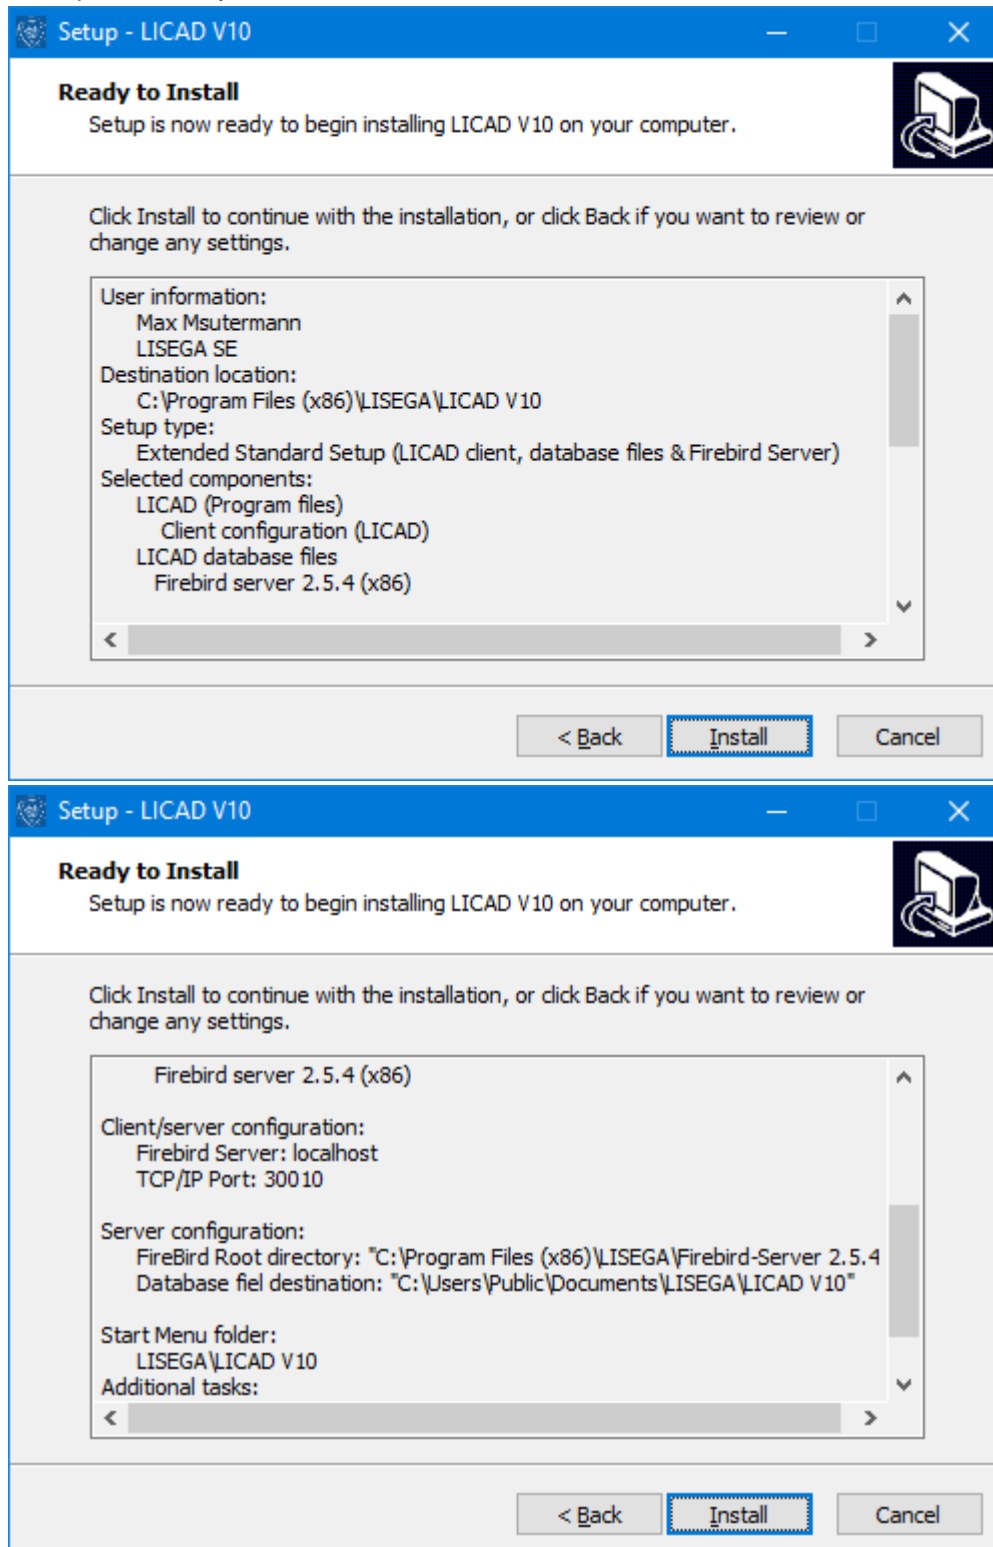 Setup - LICAD V10
Ready to Install
Setup is now ready to begin installing LICAD V10 on your computer.
Click Install to continue with the installation, or click Back if you want to review or
change any settings.
User information:
Max Msutermann
LISEGA SE
Destination location:
C:\Program Files (x86)\LISEGA\LICAD V10
Setup type:
Extended Standard Setup (LICAD client, database files & Firebird Server)
Selected components:
LICAD (Program files)
Client configuration (LICAD)
LICAD database files
Firebird server 2.5.4 (x86)
< Back Install Cancel
Setup - LICAD V10
Ready to Install
Setup is now ready to begin installing LICAD V10 on your computer.
Click Install to continue with the installation, or click Back if you want to review or
change any settings.
Firebird server 2.5.4 (x86)
Client/server configuration:
Firebird Server: localhost
TCP/IP Port: 30010
Server configuration:
FireBird Root directory: "C:\Program Files (x86)\LISEGA\Firebird-Server 2.5.4
Database fiel destination: "C:\Users\Public\Documents\LISEGA\LICAD V10"
Start Menu folder:
LISEGA\LICAD V10
Additional tasks:
< Back Install Cancel